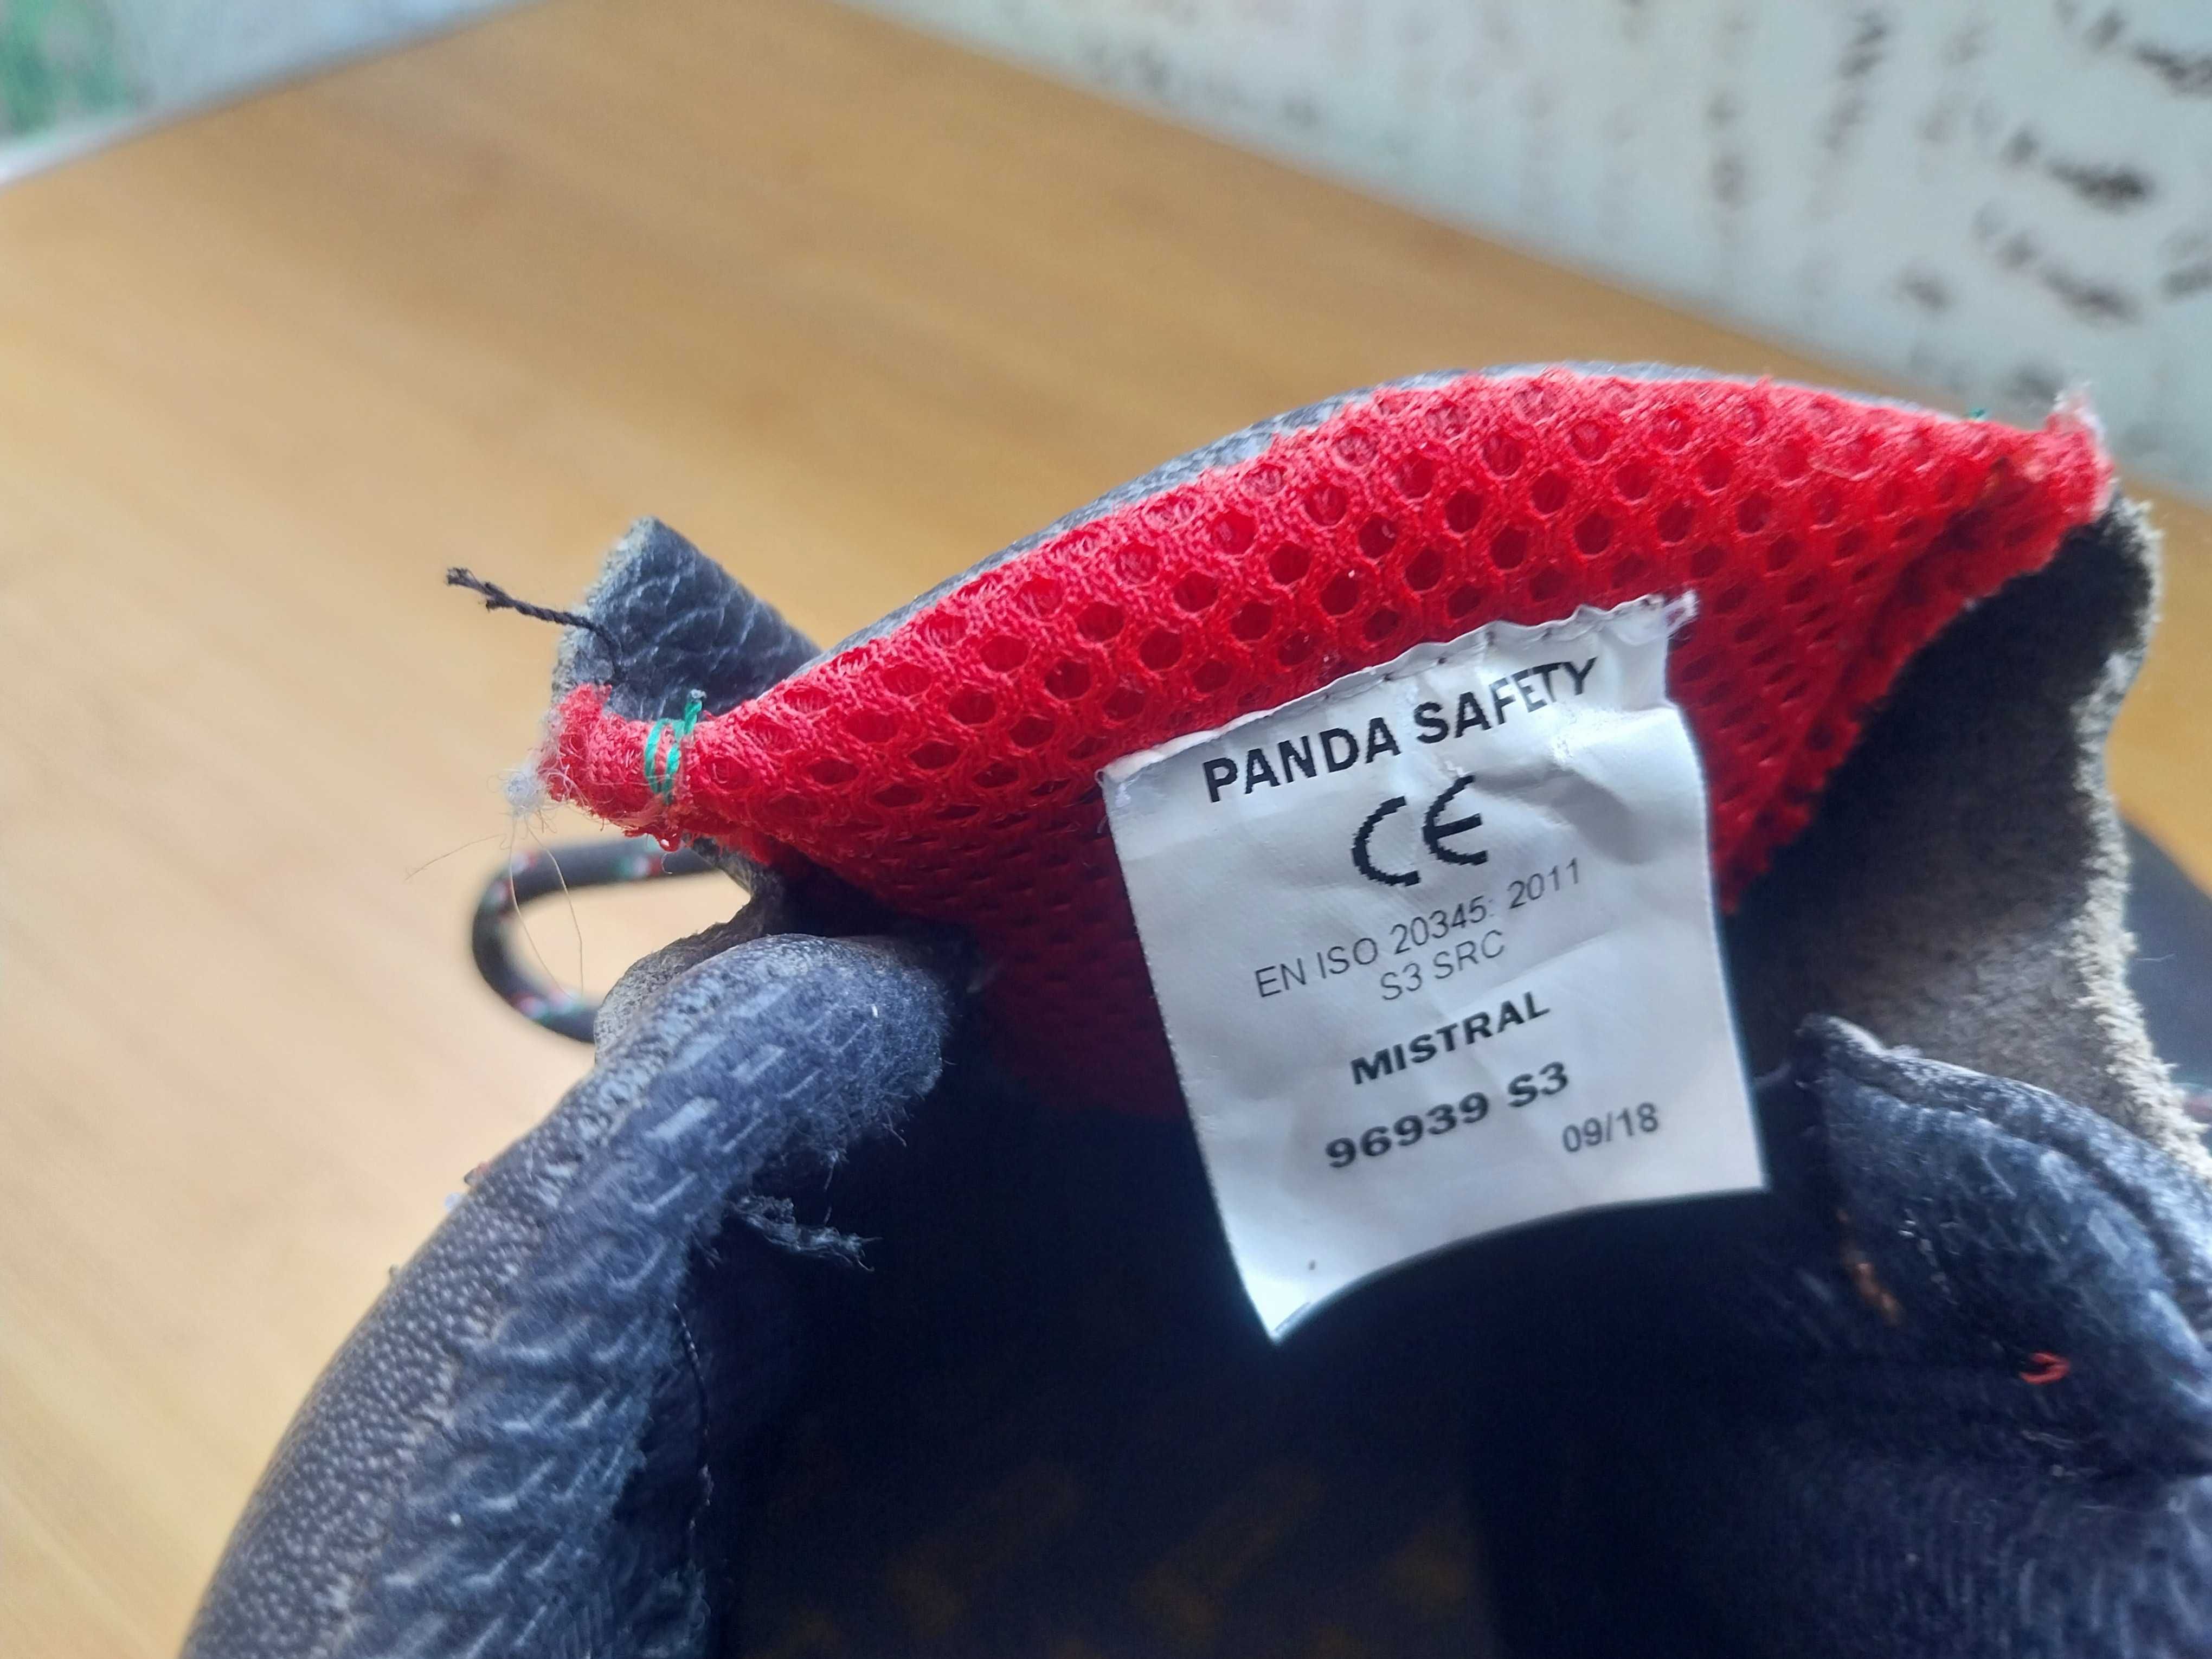 PANDA SAFETY
CE
EN ISO 20345: 2011
S3 SRC
MISTRAL
96939 S3
09/18